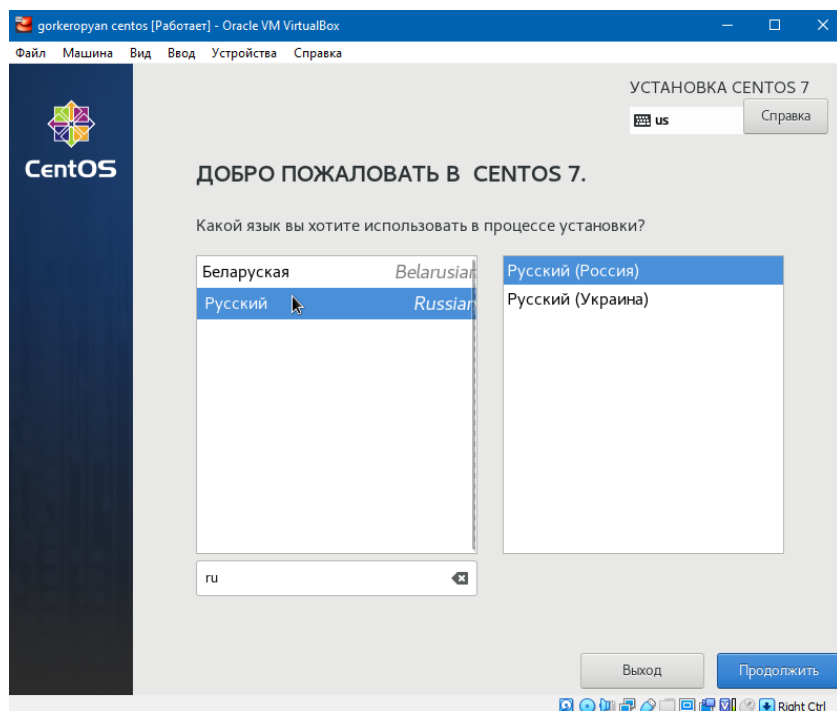 gorkeropyan centos [Работает] - Oracle VM VirtualBox
Файл Машина Вид Ввод Устройства Справка
УСТАНОВКА CENTOS 7
us Справка
CentOS
ДОБРО ПОЖАЛОВАТЬ В CENTOS 7.
Какой язык вы хотите использовать в процессе установки?
Беларуская Belarusian Русский (Россия)
Русский Russian Русский (Украина)
ru
Выход Продолжить
Right Ctrl